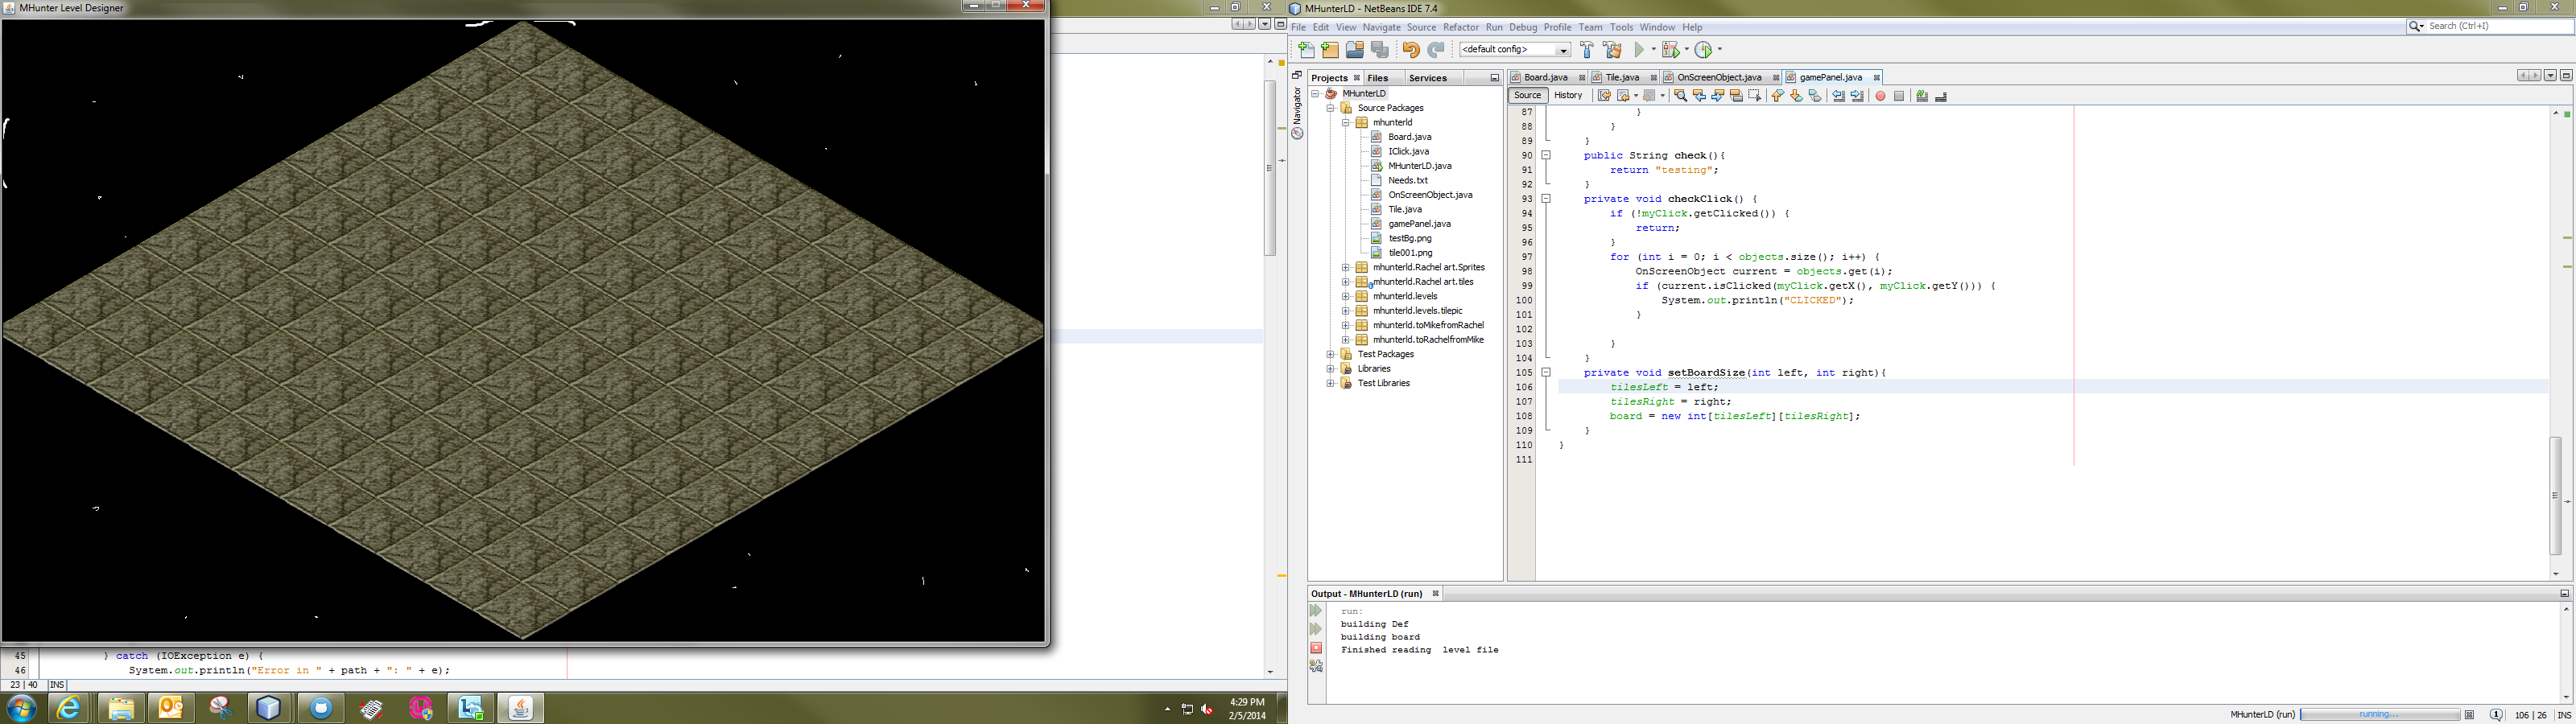 MHunter Level Designer
45 } catch (IOException e) {
46 System.out.println("Error in " + path + ": " + e);
23 | 40 INS
4:29 PM
2/5/2014
MHunterLD - NetBeans IDE 7.4
File Edit View Navigate Source Refactor Run Debug Profile Team Tools Window Help
Search (Ctrl+I)
<default config>
Navigator
Projects Files Services
MHunterLD
Source Packages
mhunterld
Board.java
IClick.java
MHunterLD.java
Needs.txt
OnScreenObject.java
Tile.java
gamePanel.java
testBg.png
tile001.png
mhunterld.Rachel art.Sprites
mhunterld.Rachel art.tiles
mhunterld.levels
mhunterld.levels.tilepic
mhunterld.toMikefromRachel
mhunterld.toRachelfromMike
Test Packages
Libraries
Test Libraries
Board.java Tile.java OnScreenObject.java gamePanel.java
Source History
87 }
88 }
89 }
90 public String check(){
91 return "testing";
92 }
93 private void checkClick() {
94 if (!myClick.getClicked()) {
95 return;
96 }
97 for (int i = 0; i < objects.size(); i++) {
98 OnScreenObject current = objects.get(i);
99 if (current.isClicked(myClick.getX(), myClick.getY())) {
100 System.out.println("CLICKED");
101 }
102
103 }
104 }
105 private void setBoardSize(int left, int right){
106 tilesLeft = left;
107 tilesRight = right;
108 board = new int[tilesLeft][tilesRight];
109 }
110 }
111
Output - MHunterLD (run)
run:
building Def
building board
Finished reading  level file
MHunterLD (run) running... 106 | 26 INS